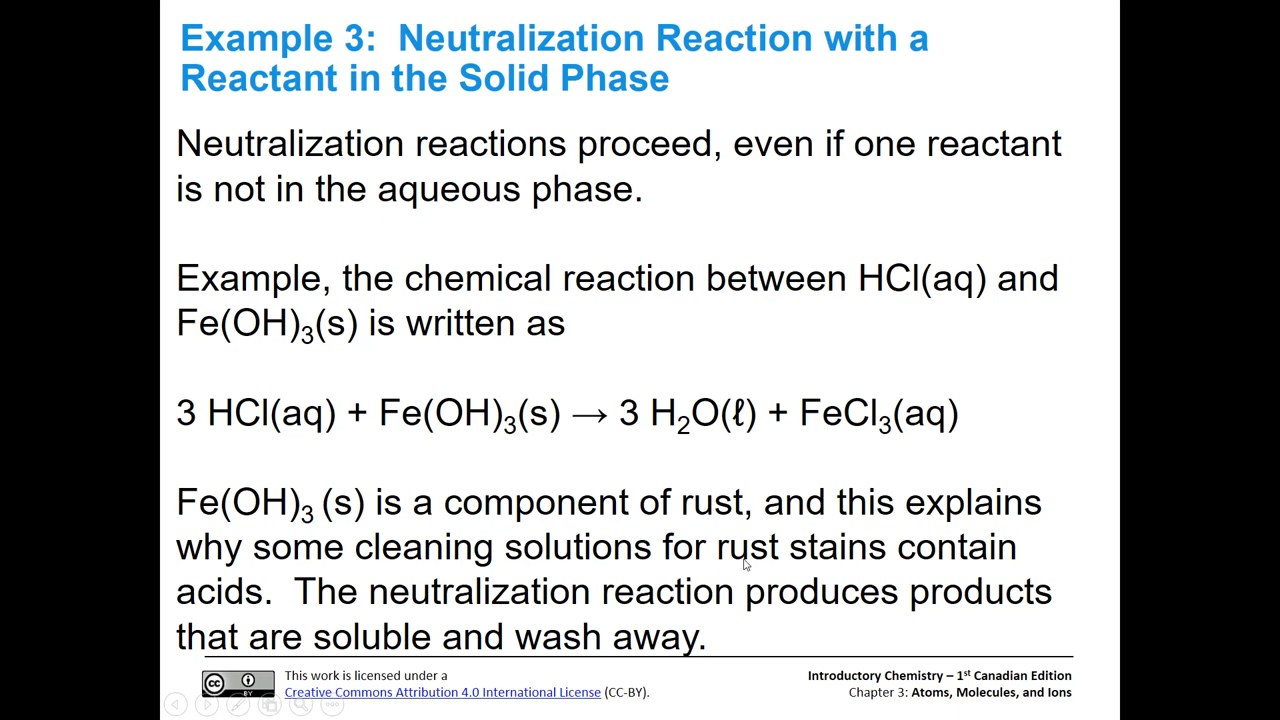 Example 3:  Neutralization Reaction with a
Reactant in the Solid Phase
Neutralization reactions proceed, even if one reactant
is not in the aqueous phase.
Example, the chemical reaction between HCl(aq) and
Fe(OH)₃(s) is written as
3 HCl(aq) + Fe(OH)₃(s) → 3 H₂O(ℓ) + FeCl₃(aq)
Fe(OH)₃ (s) is a component of rust, and this explains
why some cleaning solutions for rust stains contain
acids.  The neutralization reaction produces products
that are soluble and wash away.
cc BY
This work is licensed under a
Creative Commons Attribution 4.0 International License (CC-BY).
Introductory Chemistry – 1st Canadian Edition
Chapter 3: Atoms, Molecules, and Ions